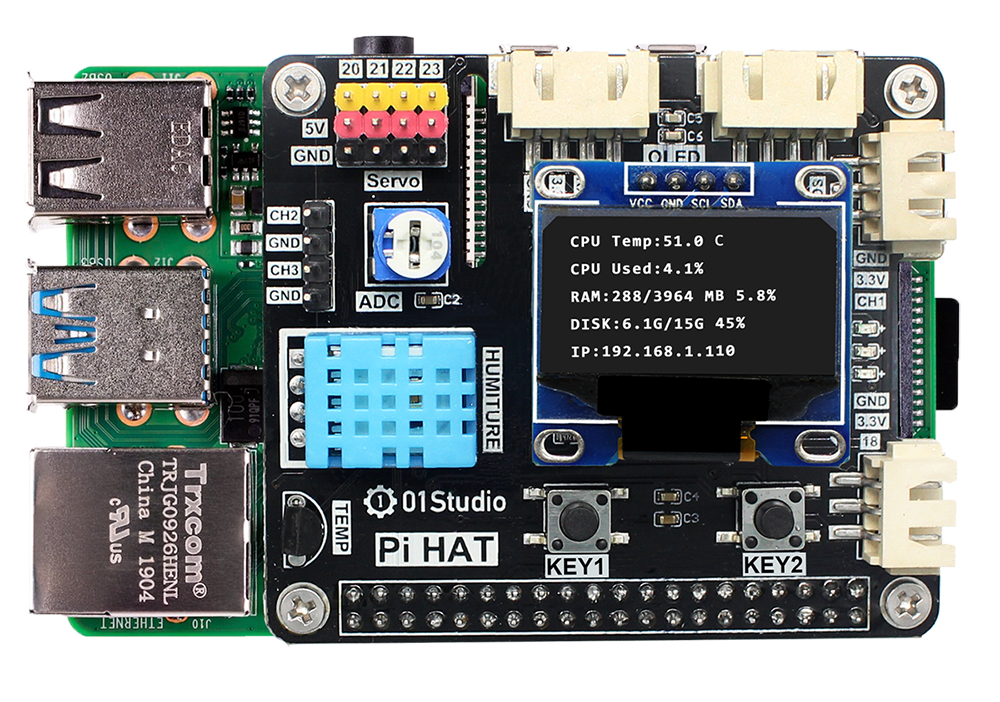 20 21 22 23
5V
GND
Servo
CH2
GND
CH3
GND
ADC
C2
C5
C6
OLED
VCC GND SCL SDA
CPU Temp:51.0 C
CPU Used:4.1%
RAM:288/3964 MB 5.8%
DISK:6.1G/15G 45%
IP:192.168.1.110
GND
3.3V
CH1
GND
3.3V
18
HUMITURE
TEMP
01Studio
Pi HAT
C4
C3
KEY1
KEY2
J11
J12
Trxcom®
TRJG0926HENL
China M 1904
c us
ETHERNET
J10